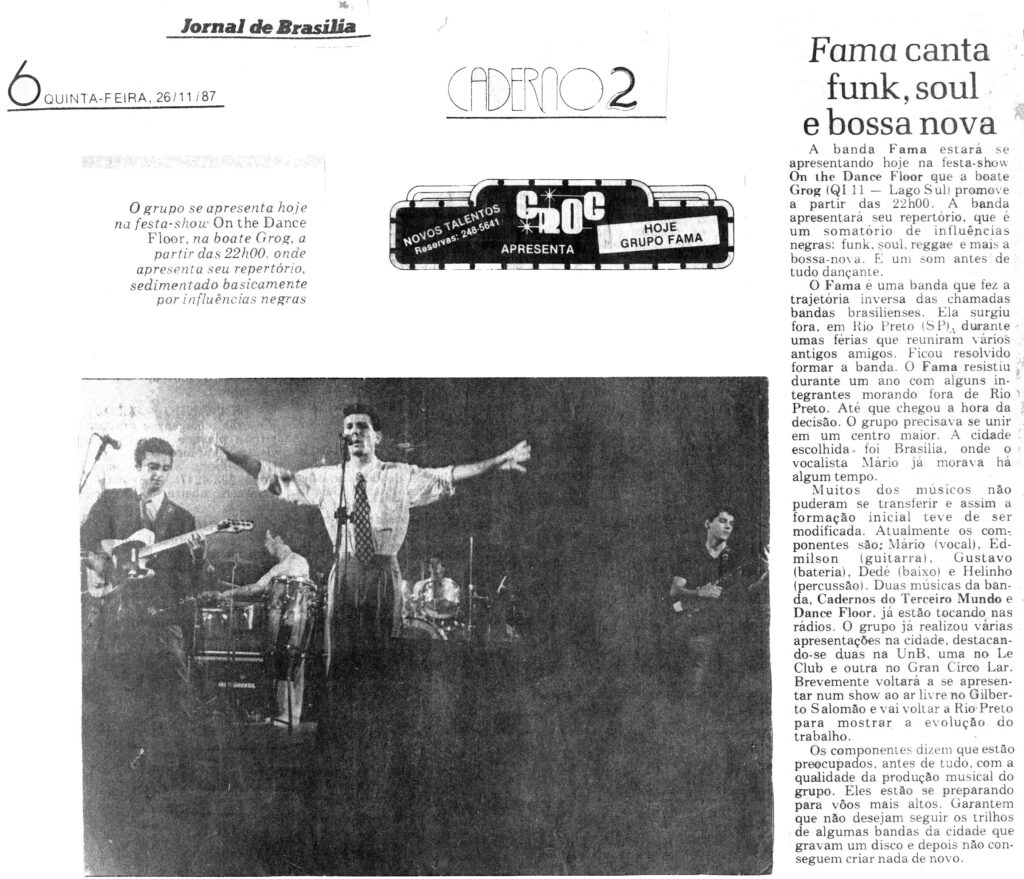 Jornal de Brasília
6 QUINTA-FEIRA, 26/11/87
CADERNO 2
O grupo se apresenta hoje
na festa-show On the Dance
Floor, na boate Grog, a
partir das 22h00, onde
apresenta seu repertório,
sedimentado basicamente
por influências negras
NOVOS TALENTOS
Reservas: 248-5641
GROG
APRESENTA
HOJE
GRUPO FAMA
Fama canta
funk, soul
e bossa nova
A banda Fama estará se
apresentando hoje na festa-show
On the Dance Floor que a boate
Grog (QI 11 — Lago Sul) promove
a partir das 22h00. A banda
apresentará seu repertório, que é
um somatório de influências
negras: funk, soul, reggae e mais a
bossa-nova. É um som antes de
tudo dançante.
O Fama é uma banda que fez a
trajetória inversa das chamadas
bandas brasilienses. Ela surgiu
fora, em Rio Preto (SP), durante
umas férias que reuniram vários
antigos amigos. Ficou resolvido
formar a banda. O Fama resistiu
durante um ano com alguns in-
tegrantes morando fora de Rio
Preto. Até que chegou a hora da
decisão. O grupo precisava se unir
em um centro maior. A cidade
escolhida foi Brasília, onde o
vocalista Mário já morava há
algum tempo.
Muitos dos músicos não
puderam se transferir e assim a
formação inicial teve de ser
modificada. Atualmente os com-
ponentes são: Mário (vocal), Ed-
milson (guitarra), Gustavo
(bateria), Dedé (baixo) e Helinho
(percussão). Duas músicas da ban-
da, Cadernos do Terceiro Mundo e
Dance Floor, já estão tocando nas
rádios. O grupo já realizou várias
apresentações na cidade, destacan-
do-se duas na UnB, uma no Le
Club e outra no Gran Circo Lar.
Brevemente voltará a se apresen-
tar num show ao ar livre no Gilber-
to Salomão e vai voltar a Rio Preto
para mostrar a evolução do
trabalho.
Os componentes dizem que estão
preocupados, antes de tudo, com a
qualidade da produção musical do
grupo. Eles estão se preparando
para vôos mais altos. Garantem
que não desejam seguir os trilhos
de algumas bandas da cidade que
gravam um disco e depois não con-
seguem criar nada de novo.